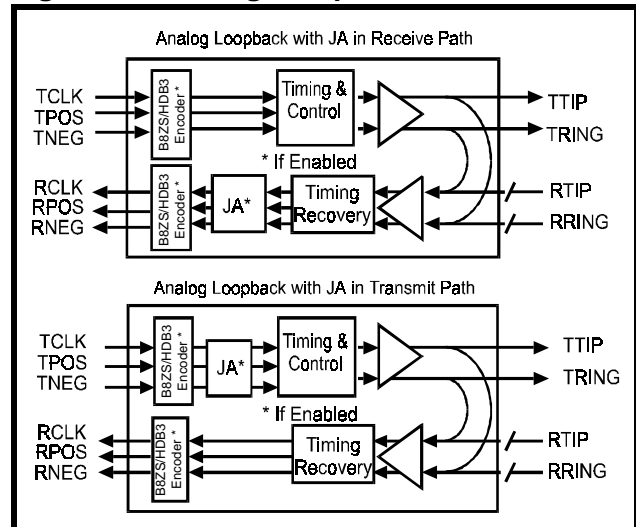 Analog Loopback with JA in Receive Path
TCLK
TPOS
TNEG
B8ZS/HDB3
Encoder *
Timing &
Control
TTIP
TRING
* If Enabled
RCLK
RPOS
RNEG
B8ZS/HDB3
Encoder *
JA*
Timing
Recovery
RTIP
RRING
Analog Loopback with JA in Transmit Path
TCLK
TPOS
TNEG
B8ZS/HDB3
Encoder *
JA*
Timing &
Control
TTIP
TRING
* If Enabled
RCLK
RPOS
RNEG
B8ZS/HDB3
Encoder *
Timing
Recovery
RTIP
RRING